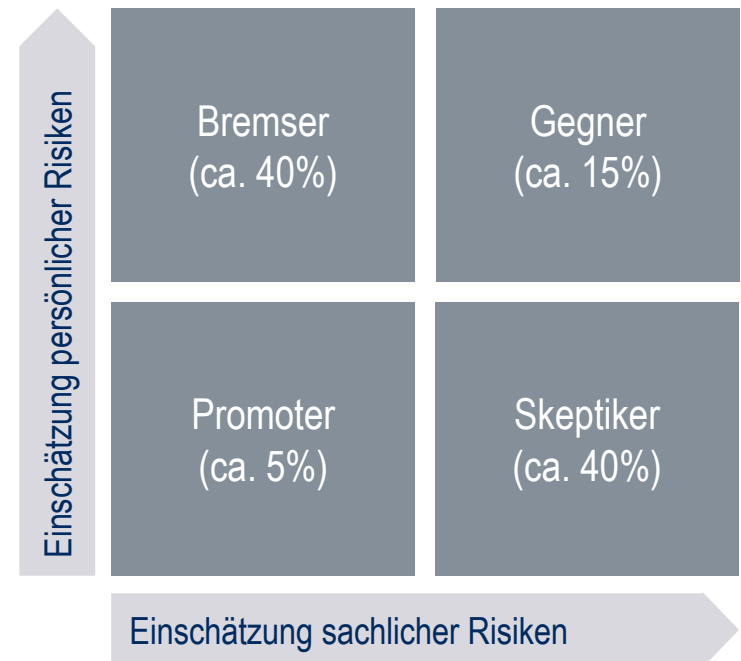 Einschätzung persönlicher Risiken
Bremser
(ca. 40%)
Gegner
(ca. 15%)
Promoter
(ca. 5%)
Skeptiker
(ca. 40%)
Einschätzung sachlicher Risiken